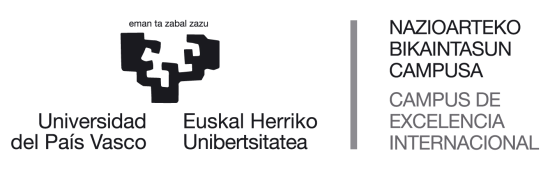 eman ta zabal zazu
Universidad
del País Vasco
Euskal Herriko
Unibertsitatea
NAZIOARTEKO
BIKAINTASUN
CAMPUSA
CAMPUS DE
EXCELENCIA
INTERNACIONAL